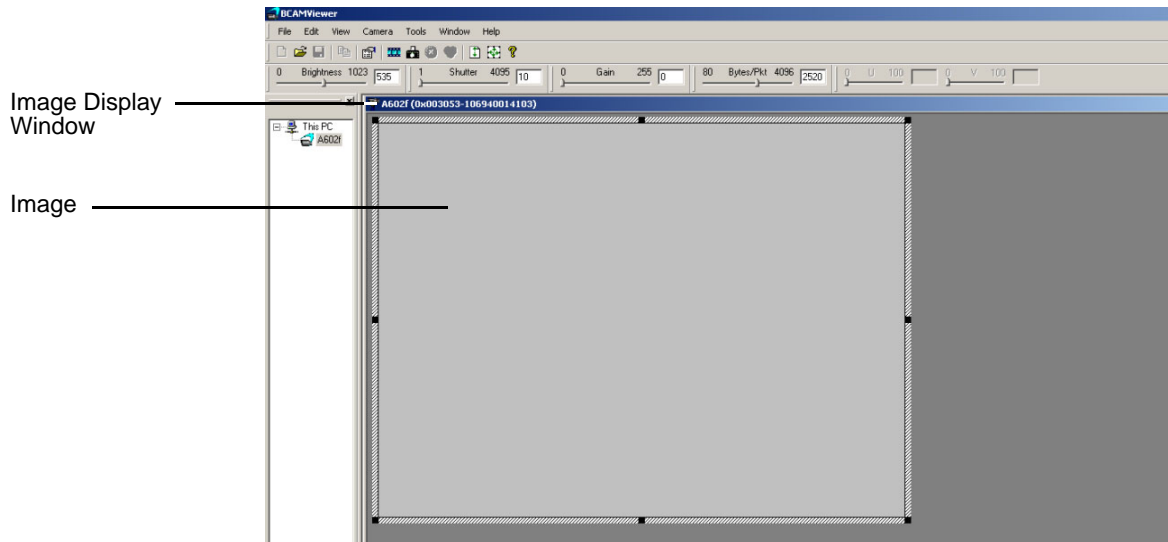 BCAMViewer
File Edit View Camera Tools Window Help
0 Brightness 1023 535 1 Shutter 4095 10 0 Gain 255 0 80 Bytes/Pkt 4096 2520 0 U 100 0 V 100
Image Display
Window
A602f (0x003053-106940014103)
This PC
A602f
Image